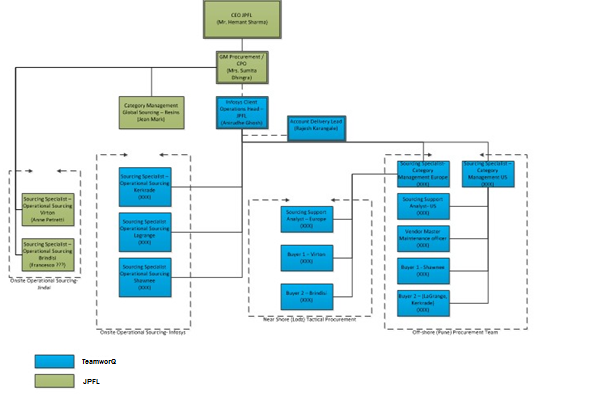 CEO JPFL
(Mr. Hemant Sharma)
GM Procurement /
CPO
(Mrs. Sumita
Dhingra)
Category Management
Global Sourcing – Resins
(Jean Marx)
Infosys Client
Operations Head –
JPFL
(Anirudha Ghosh)
Account Delivery Lead
(Rajesh Karangale)
Sourcing Specialist –
Operational Sourcing
Virton
(Anne Petrett)
Sourcing Specialist –
Operational Sourcing
Brindisi
(Francesco ???)
Onsite Operational Sourcing-
Jindal
Sourcing Specialist –
Operational Sourcing
Kerkrade
(XXX)
Sourcing Specialist
Operational Sourcing
Lagrange
(XXX)
Sourcing Specialist
Operational Sourcing
Shawnee
(XXX)
Onsite Operational Sourcing- Infosys
Sourcing Support
Analyst – Europe
(XXX)
Buyer 1 – Virton
(XXX)
Buyer 2 – Brindisi
(XXX)
Near Shore (Lodz) Tactical Procurement
Sourcing Specialist
Category
Management Europe
(XXX)
Sourcing Specialist –
Category
Management US
(XXX)
Sourcing Support
Analyst- US
(XXX)
Vendor Master
Maintenance officer
(XXX)
Buyer 1 - Shawnee
(XXX)
Buyer 2 – (LaGrange,
Kerkrade)
(XXX)
Off-shore (Pune) Procurement Team
TeamworQ
JPFL